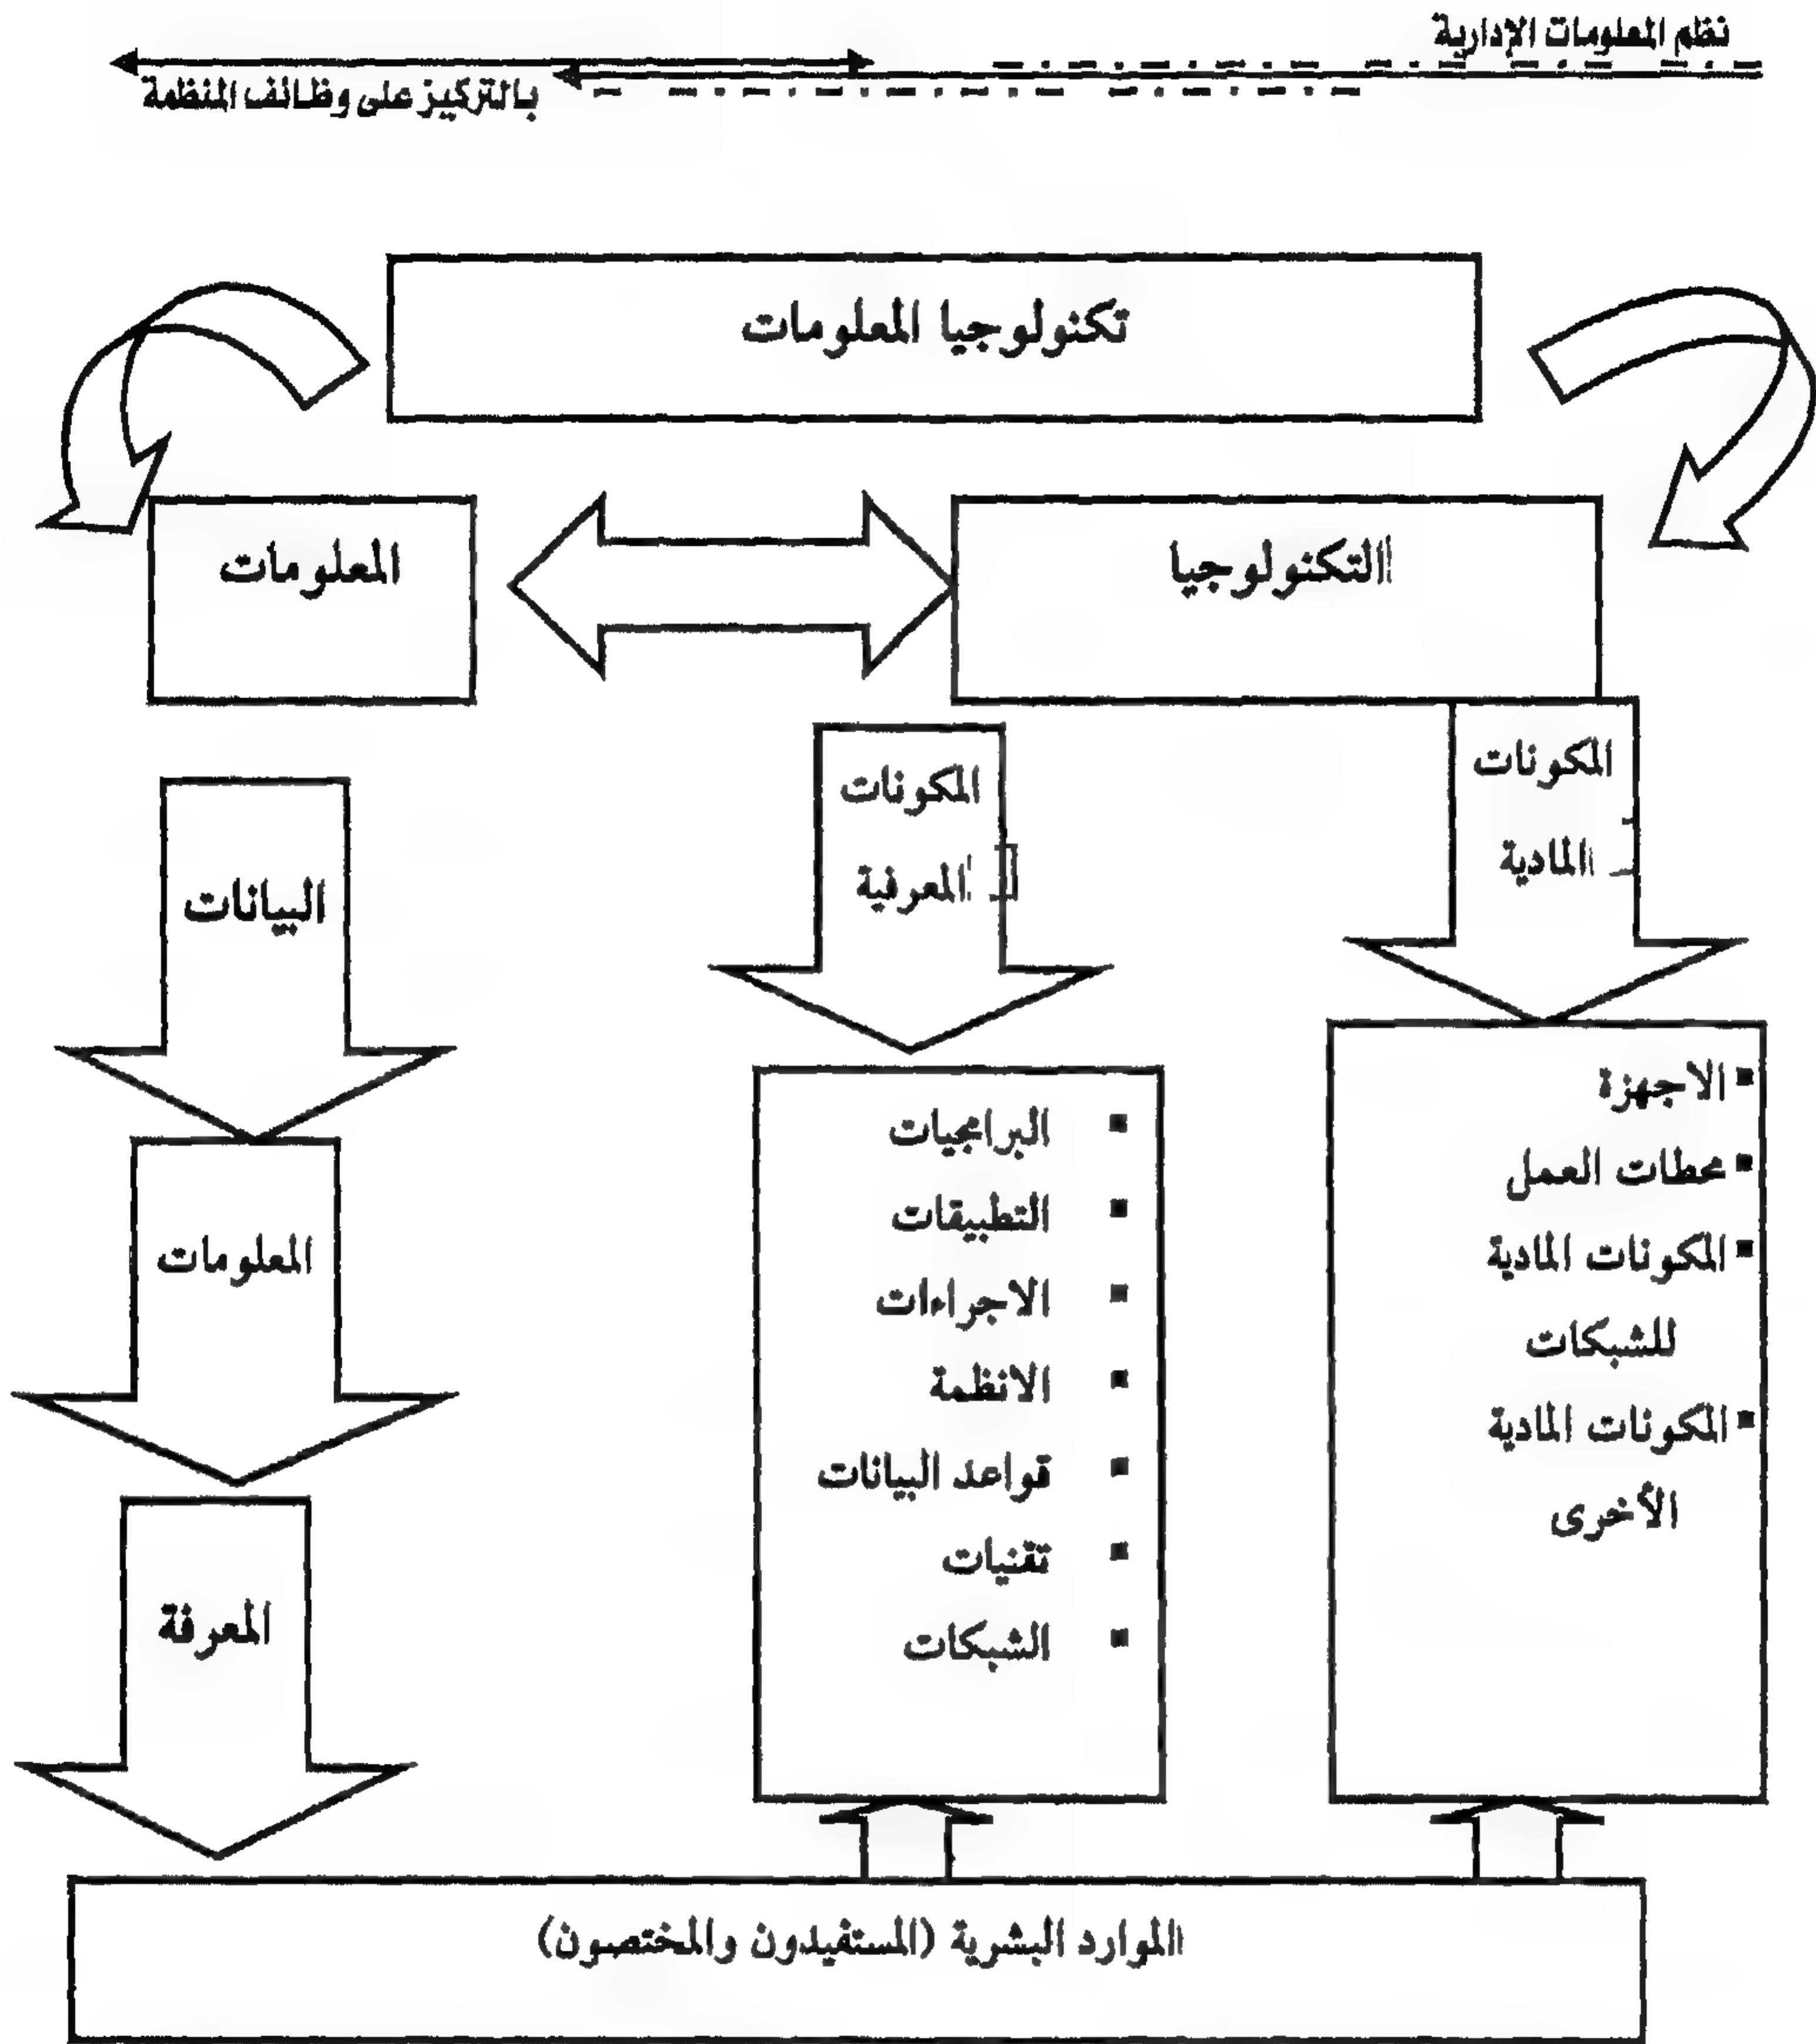 نظم المعلومات الإدارية
بالتركيز على وظائف المنظمة
تكنولوجيا المعلومات
التكنولوجيا
المعلومات
المكونات
المادية
المكونات
المعرفية
البيانات
▪ الاجهزة
▪ محطات العمل
▪ المكونات المادية
للشبكات
▪ المكونات المادية
الأخرى
▪ البرامجيات
▪ التطبيقات
▪ الاجراءات
▪ الانظمة
▪ قواعد البيانات
▪ تقنيات
▪ الشبكات
المعلومات
المعرفة
الموارد البشرية (المستفيدون والمختصون)